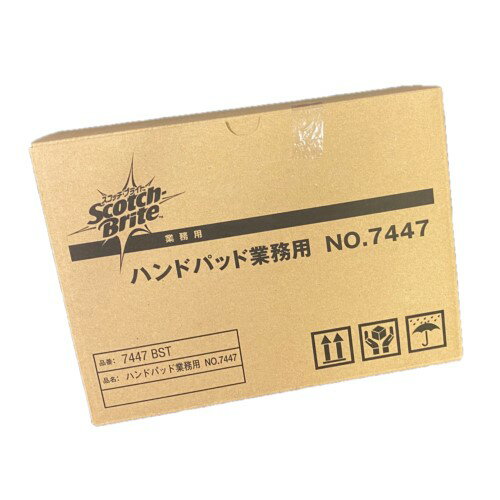 スコッチ・ブライト
Scotch-
Brite
業務用
ハンドパッド業務用 NO.7447
品番: 7447 BST
品名: ハンドパッド業務用 NO.7447